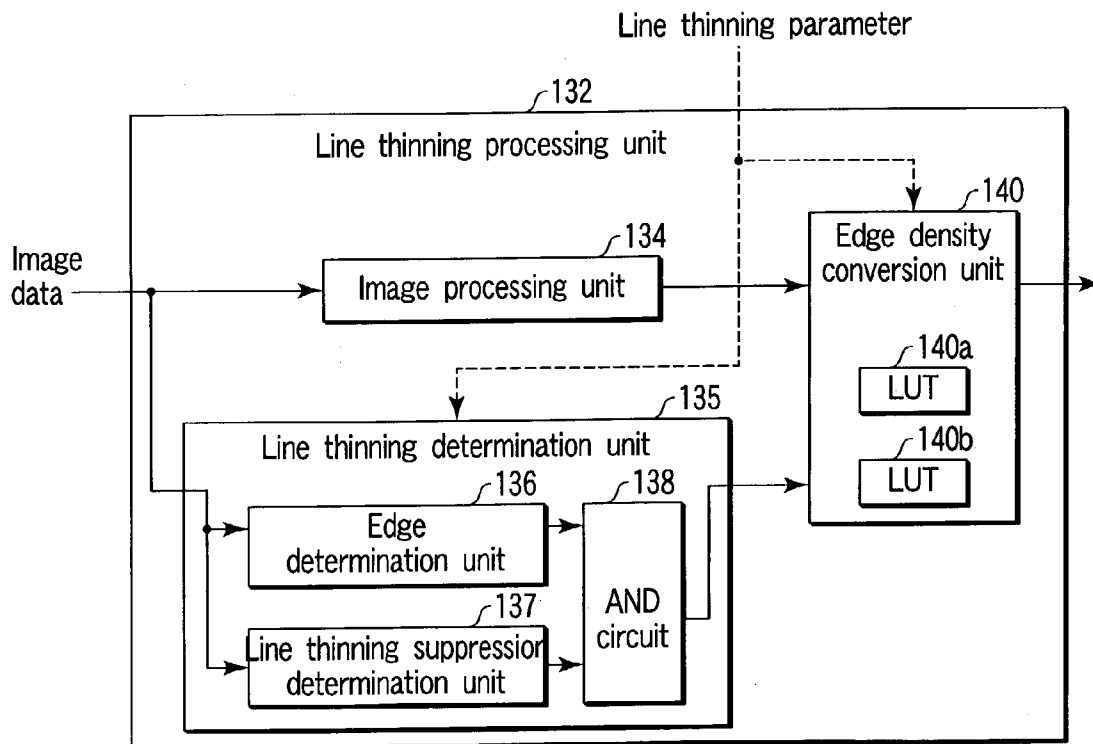 Line thinning parameter
132
Line thinning processing unit
140
Edge density
conversion unit
134
Image processing unit
Image
data
140a
LUT
140b
LUT
135
Line thinning determination unit
136
Edge
determination unit
138
AND
circuit
137
Line thinning suppression
determination unit